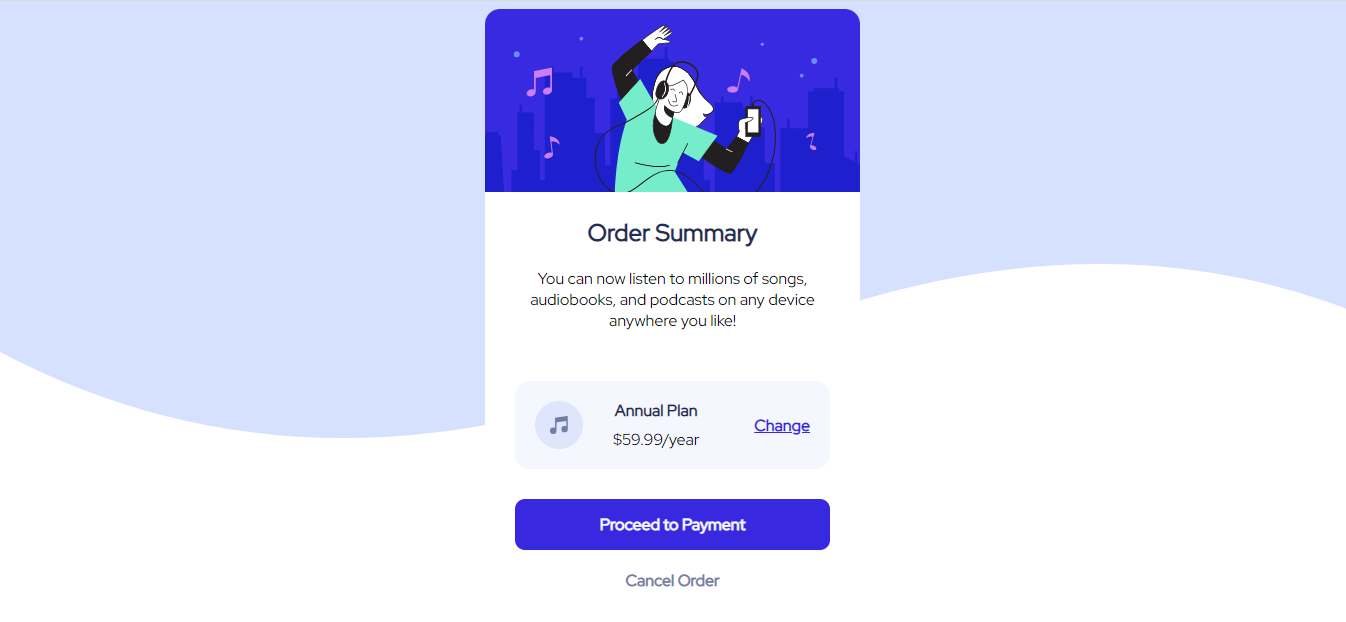 Order Summary
You can now listen to millions of songs,
audiobooks, and podcasts on any device
anywhere you like!
Annual Plan
$59.99/year
Change
Proceed to Payment
Cancel Order